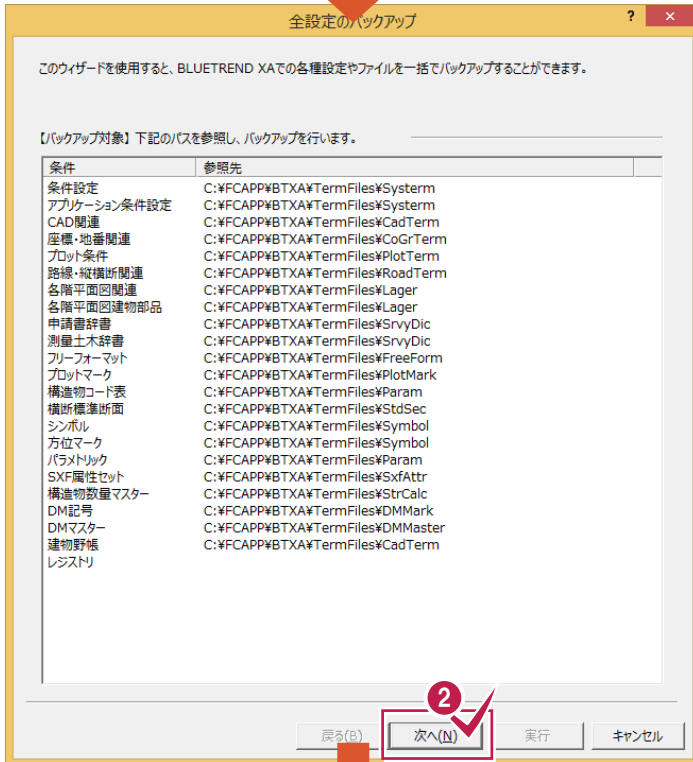 全設定のバックアップ
? ×
このウィザードを使用すると、BLUETREND XAでの各種設定やファイルを一括でバックアップすることができます。
【バックアップ対象】下記のパスを参照し、バックアップを行います。
条件 参照先
条件設定 C:¥FCAPP¥BTXA¥TermFiles¥Systerm
アプリケーション条件設定 C:¥FCAPP¥BTXA¥TermFiles¥Systerm
CAD関連 C:¥FCAPP¥BTXA¥TermFiles¥CadTerm
座標・地番関連 C:¥FCAPP¥BTXA¥TermFiles¥CoGrTerm
プロット条件 C:¥FCAPP¥BTXA¥TermFiles¥PlotTerm
路線・縦横断関連 C:¥FCAPP¥BTXA¥TermFiles¥RoadTerm
各階平面図関連 C:¥FCAPP¥BTXA¥TermFiles¥Lager
各階平面図建物部品 C:¥FCAPP¥BTXA¥TermFiles¥Lager
申請書辞書 C:¥FCAPP¥BTXA¥TermFiles¥SrvyDic
測量土木辞書 C:¥FCAPP¥BTXA¥TermFiles¥SrvyDic
フリーフォーマット C:¥FCAPP¥BTXA¥TermFiles¥FreeForm
プロットマーク C:¥FCAPP¥BTXA¥TermFiles¥PlotMark
構造物コード表 C:¥FCAPP¥BTXA¥TermFiles¥Param
横断標準断面 C:¥FCAPP¥BTXA¥TermFiles¥StdSec
シンボル C:¥FCAPP¥BTXA¥TermFiles¥Symbol
方位マーク C:¥FCAPP¥BTXA¥TermFiles¥Symbol
パラメトリック C:¥FCAPP¥BTXA¥TermFiles¥Param
SXF属性セット C:¥FCAPP¥BTXA¥TermFiles¥SxfAttr
構造物数量マスター C:¥FCAPP¥BTXA¥TermFiles¥StrCalc
DM記号 C:¥FCAPP¥BTXA¥TermFiles¥DMMark
DMマスター C:¥FCAPP¥BTXA¥TermFiles¥DMMaster
建物野帳 C:¥FCAPP¥BTXA¥TermFiles¥CadTerm
レジストリ
2
戻る(B) 次へ(N) 実行 キャンセル